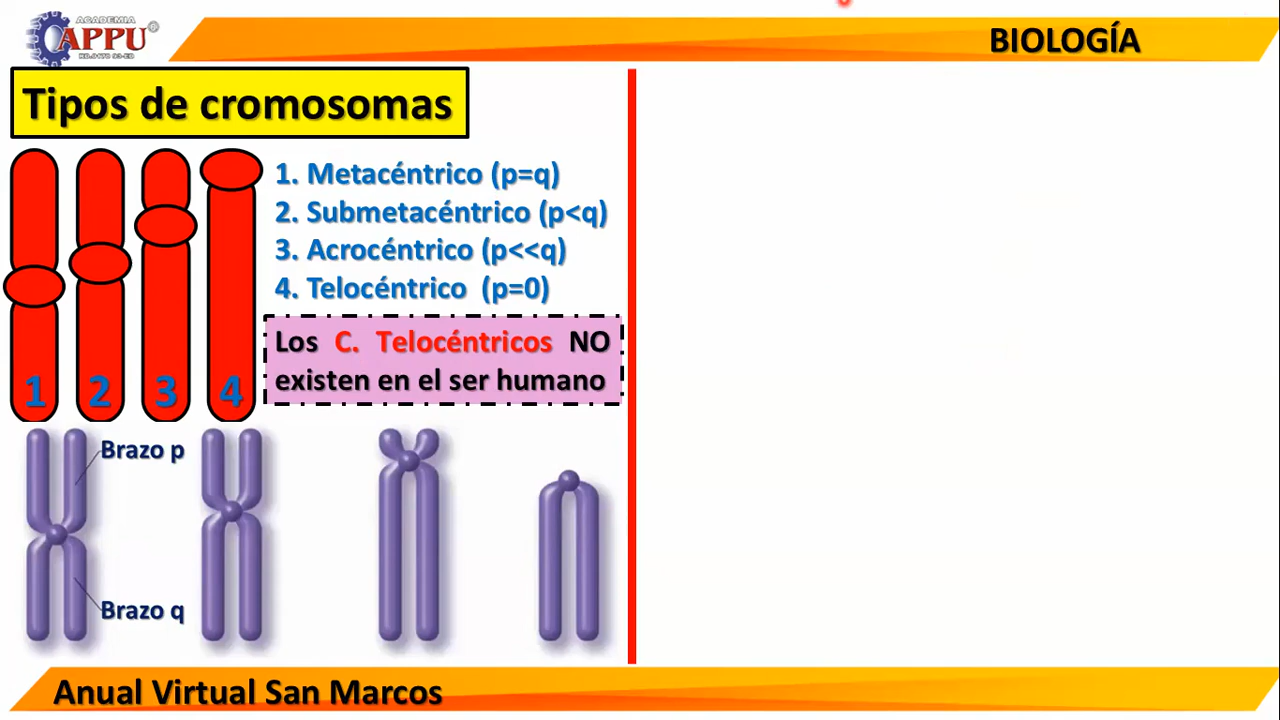 ACADEMIA
APPU®
BIOLOGÍA
Tipos de cromosomas
1. Metacéntrico (p=q)
2. Submetacéntrico (p<q)
3. Acrocéntrico (p<<q)
4. Telocéntrico (p=0)
Los C. Telocéntricos NO
existen en el ser humano
1 2 3 4
Brazo p
Brazo q
Anual Virtual San Marcos